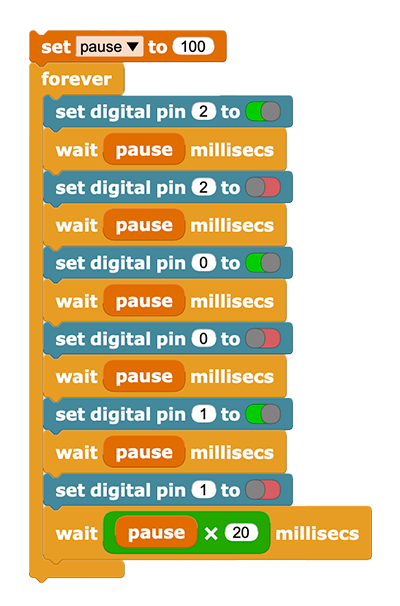 set pause ▼ to 100
forever
set digital pin 2 to
wait pause millisecs
set digital pin 2 to
wait pause millisecs
set digital pin 0 to
wait pause millisecs
set digital pin 0 to
wait pause millisecs
set digital pin 1 to
wait pause millisecs
set digital pin 1 to
wait pause × 20 millisecs